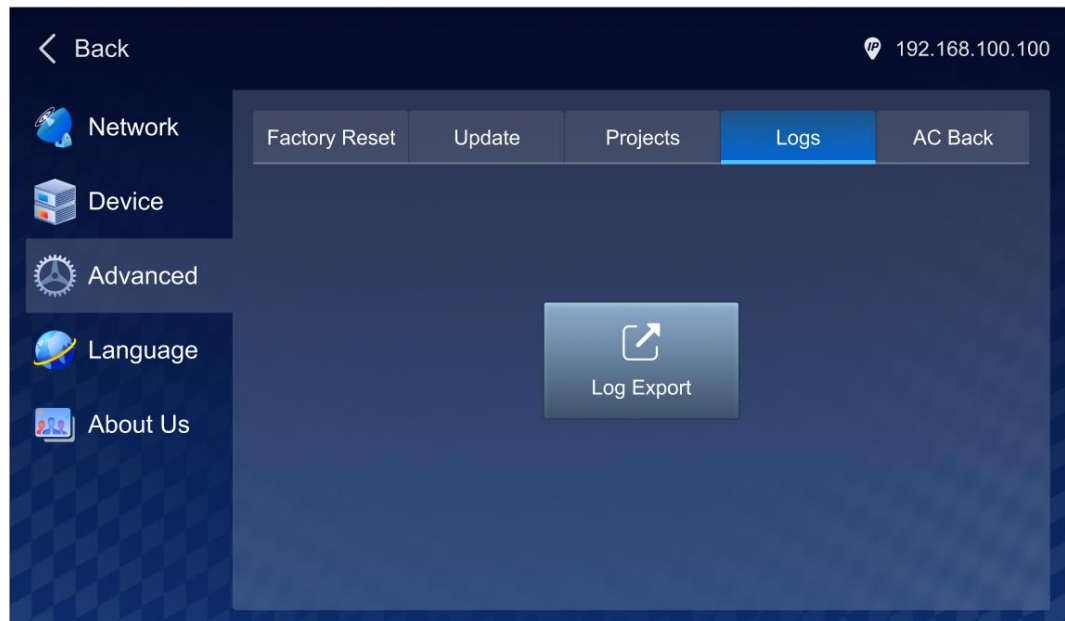 Back
IP 192.168.100.100
Network
Device
Advanced
Language
About Us
Factory Reset
Update
Projects
Logs
AC Back
Log Export